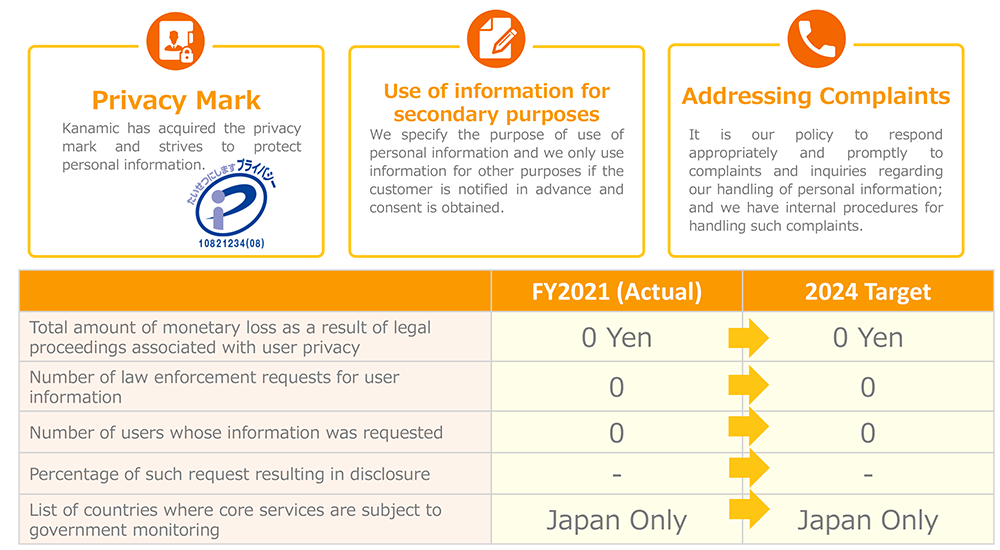 Privacy Mark
Kanamic has acquired the privacy
mark and strives to protect
personal information.
たいせつにします プライバシー
10821234(08)
Use of information for
secondary purposes
We specify the purpose of use of
personal information and we only use
information for other purposes if the
customer is notified in advance and
consent is obtained.
Addressing Complaints
It is our policy to respond
appropriately and promptly to
complaints and inquiries regarding
our handling of personal information;
and we have internal procedures for
handling such complaints.
FY2021 (Actual) 2024 Target
Total amount of monetary loss as a result of legal
proceedings associated with user privacy
0 Yen 0 Yen
Number of law enforcement requests for user
information
0 0
Number of users whose information was requested 0 0
Percentage of such request resulting in disclosure - -
List of countries where core services are subject to
government monitoring
Japan Only Japan Only